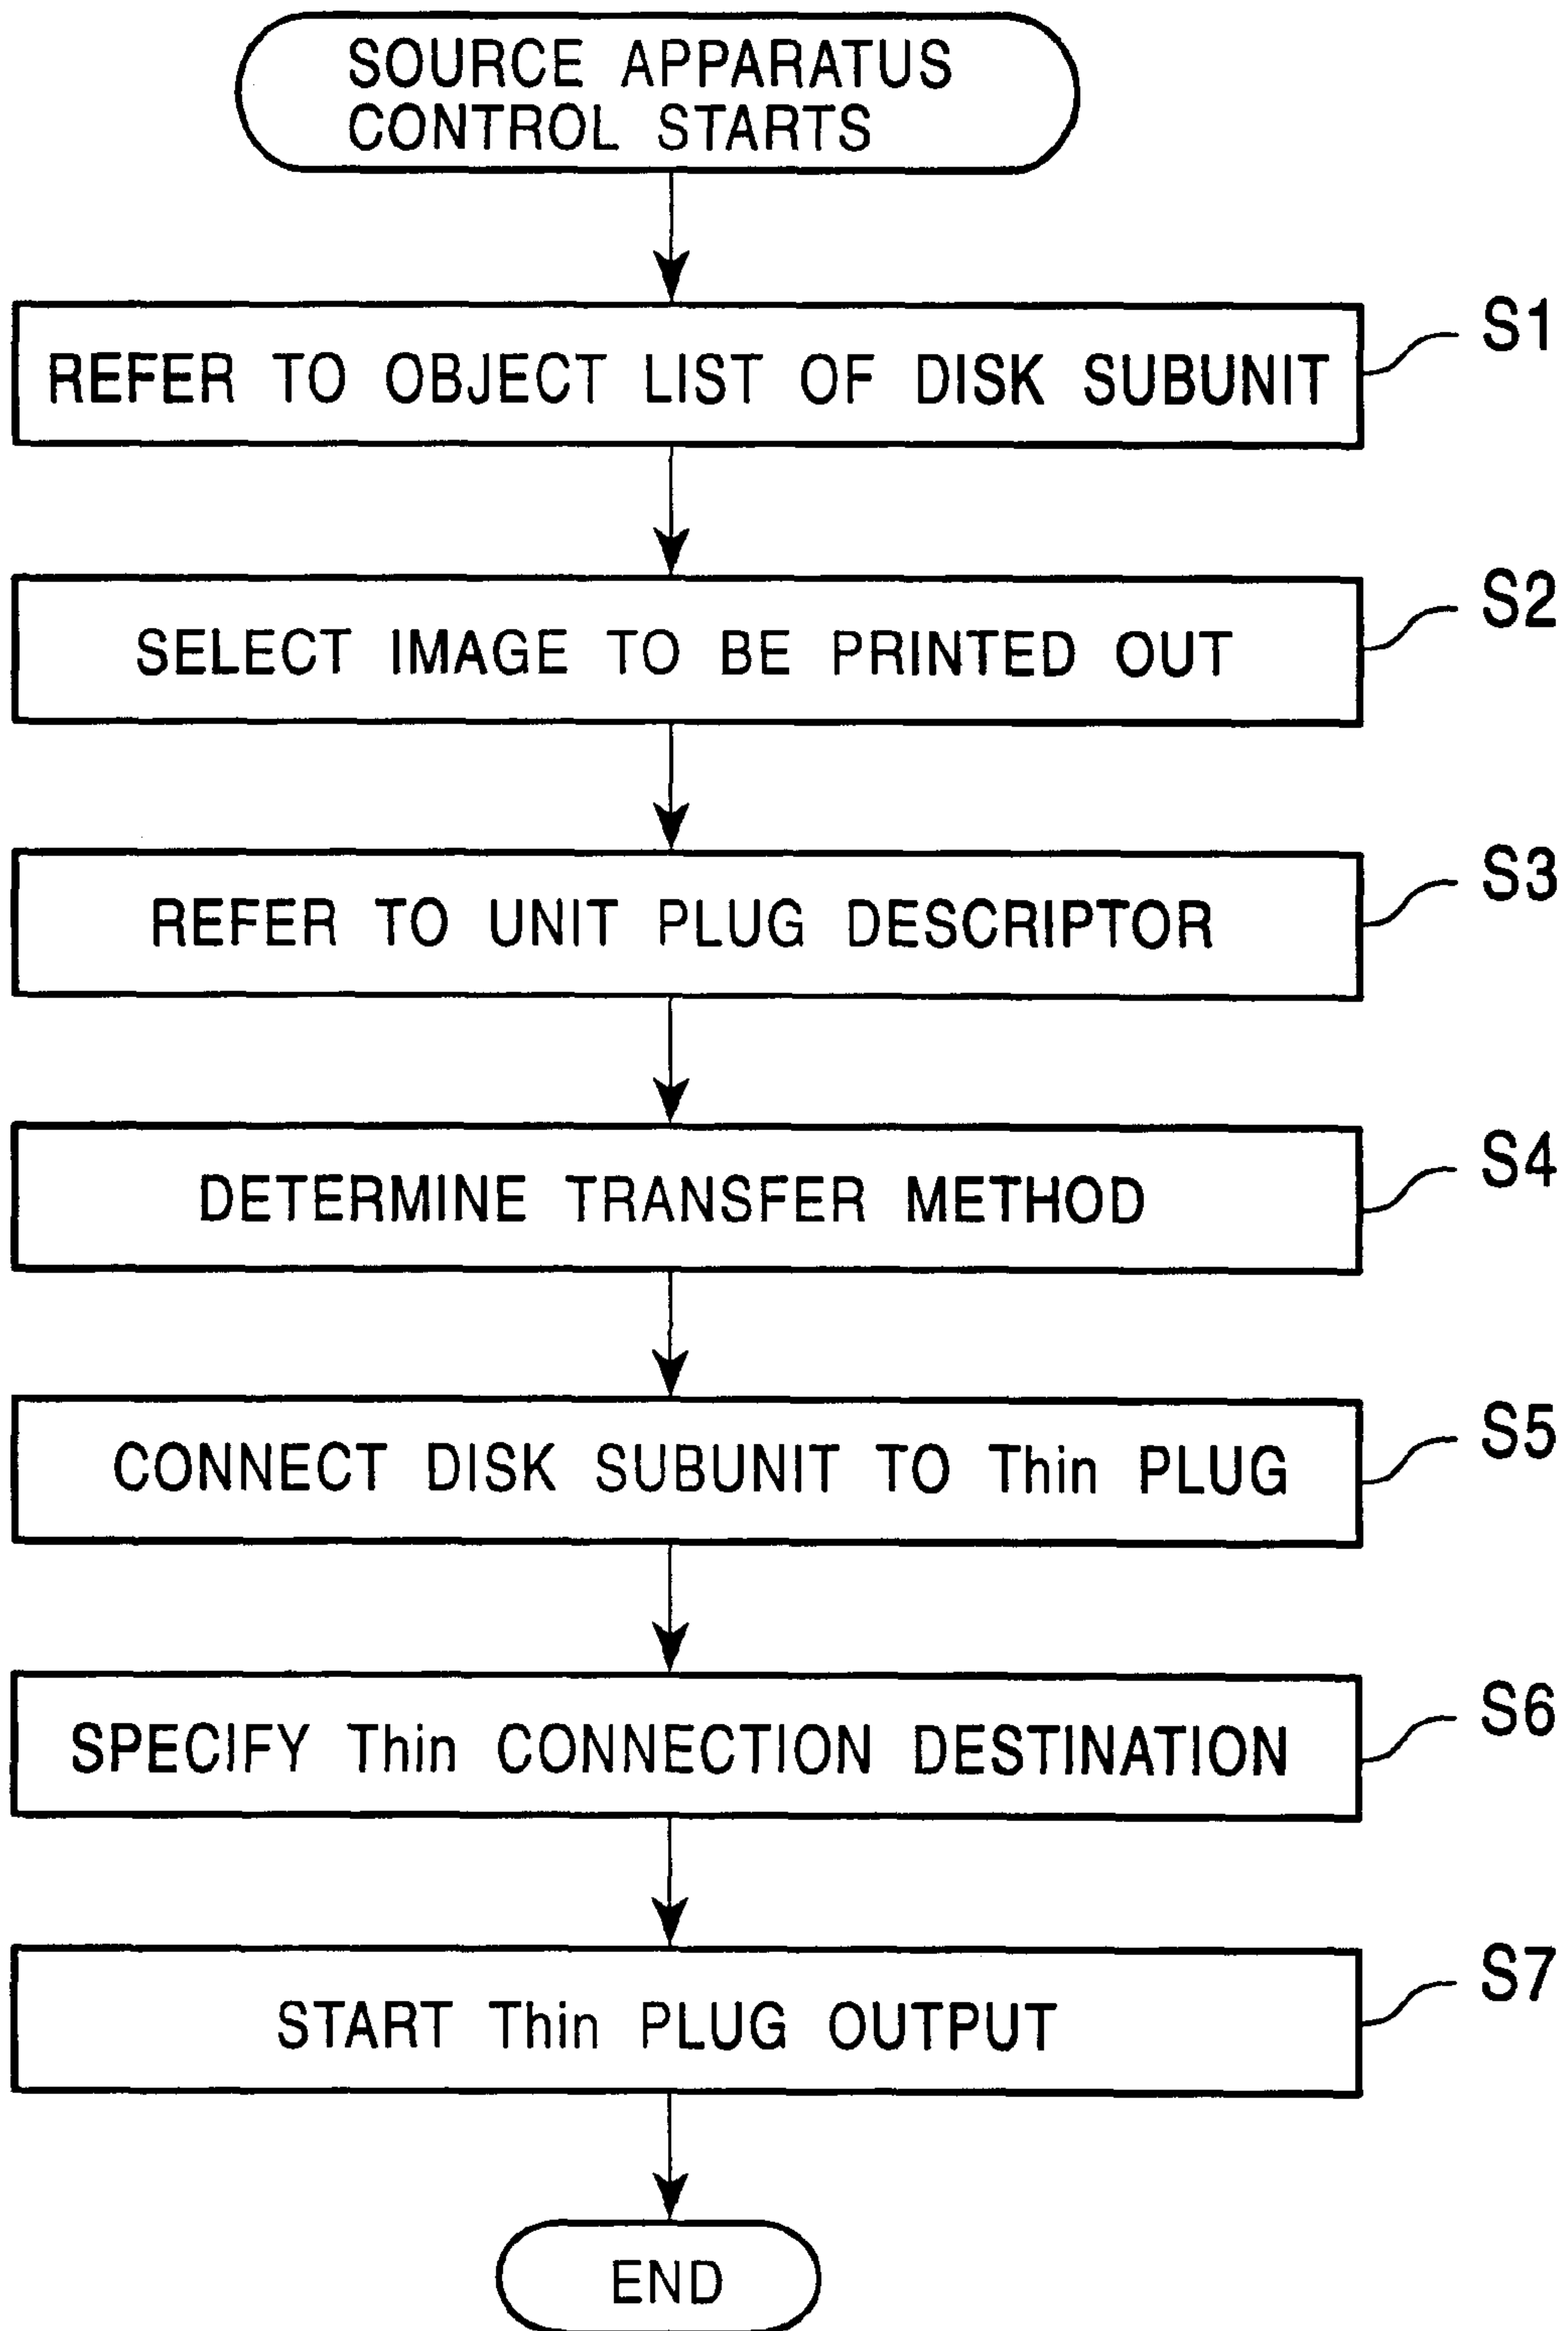 SOURCE APPARATUS
CONTROL STARTS
REFER TO OBJECT LIST OF DISK SUBUNIT
S1
SELECT IMAGE TO BE PRINTED OUT
S2
REFER TO UNIT PLUG DESCRIPTOR
S3
DETERMINE TRANSFER METHOD
S4
CONNECT DISK SUBUNIT TO Thin PLUG
S5
SPECIFY Thin CONNECTION DESTINATION
S6
START Thin PLUG OUTPUT
S7
END